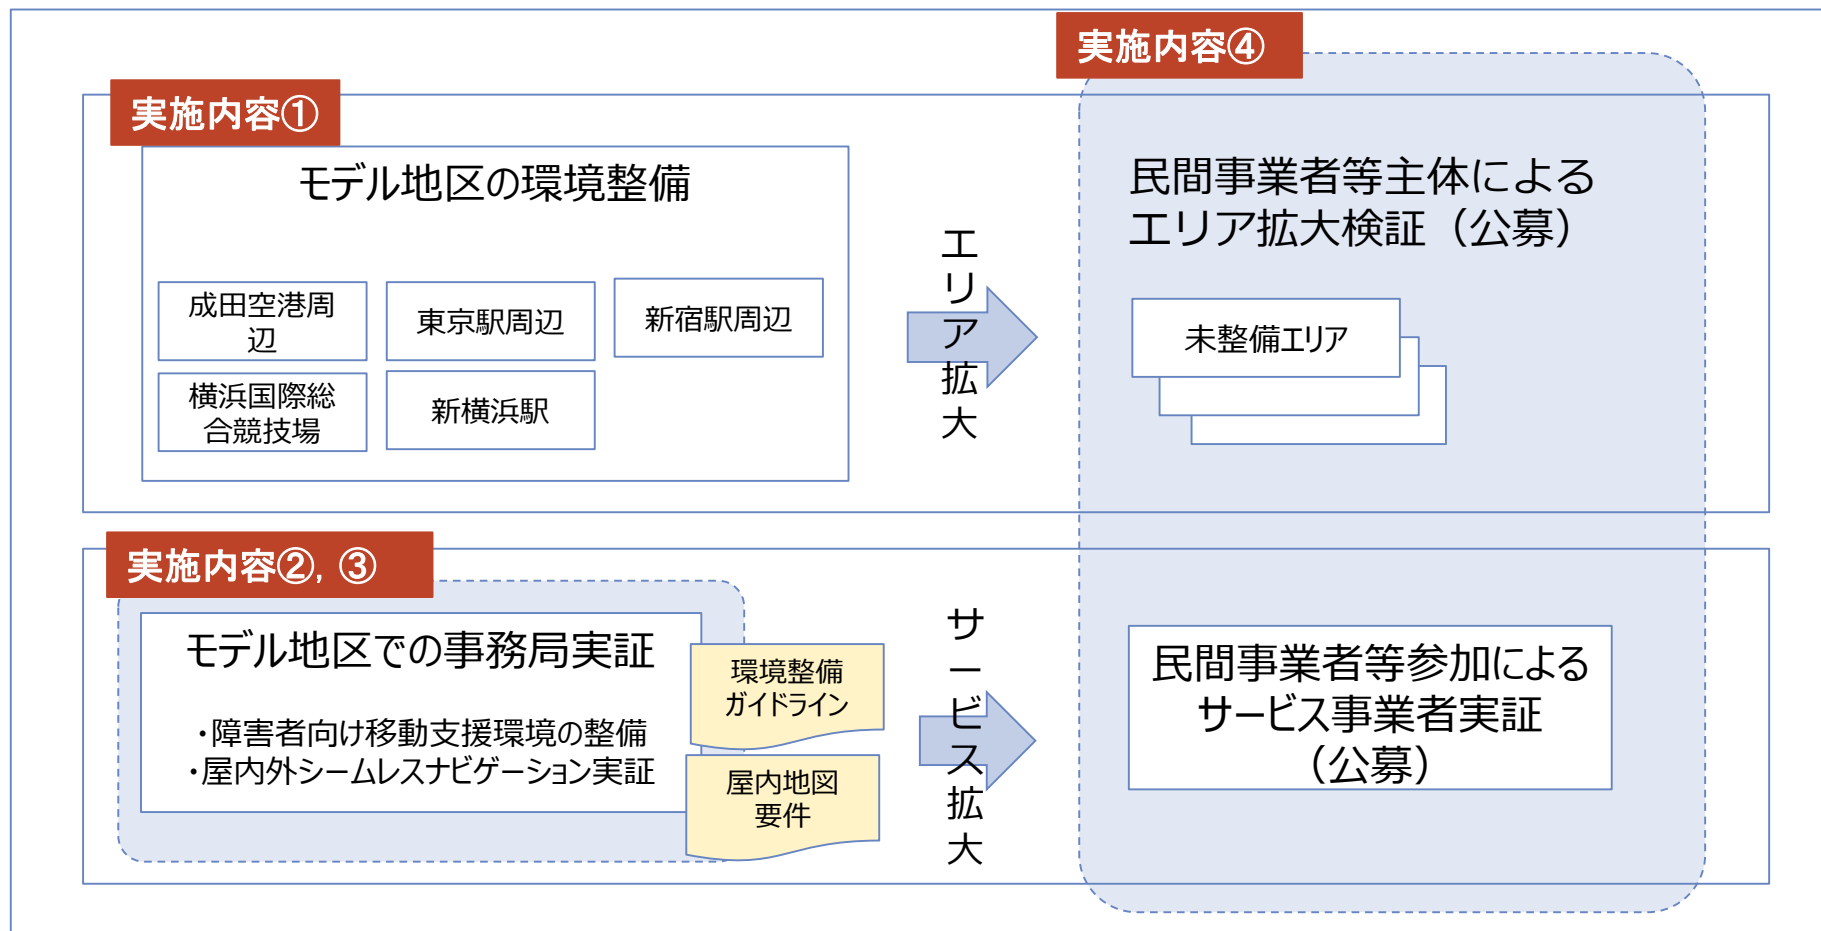 実施内容④
実施内容①
モデル地区の環境整備
成田空港周
辺
東京駅周辺
新宿駅周辺
横浜国際総
合競技場
新横浜駅
エリア拡大
民間事業者等主体による
エリア拡大検証（公募）
未整備エリア
実施内容②，③
モデル地区での事務局実証
・障害者向け移動支援環境の整備
・屋内外シームレスナビゲーション実証
環境整備
ガイドライン
屋内地図
要件
サービス拡大
民間事業者等参加による
サービス事業者実証
（公募）